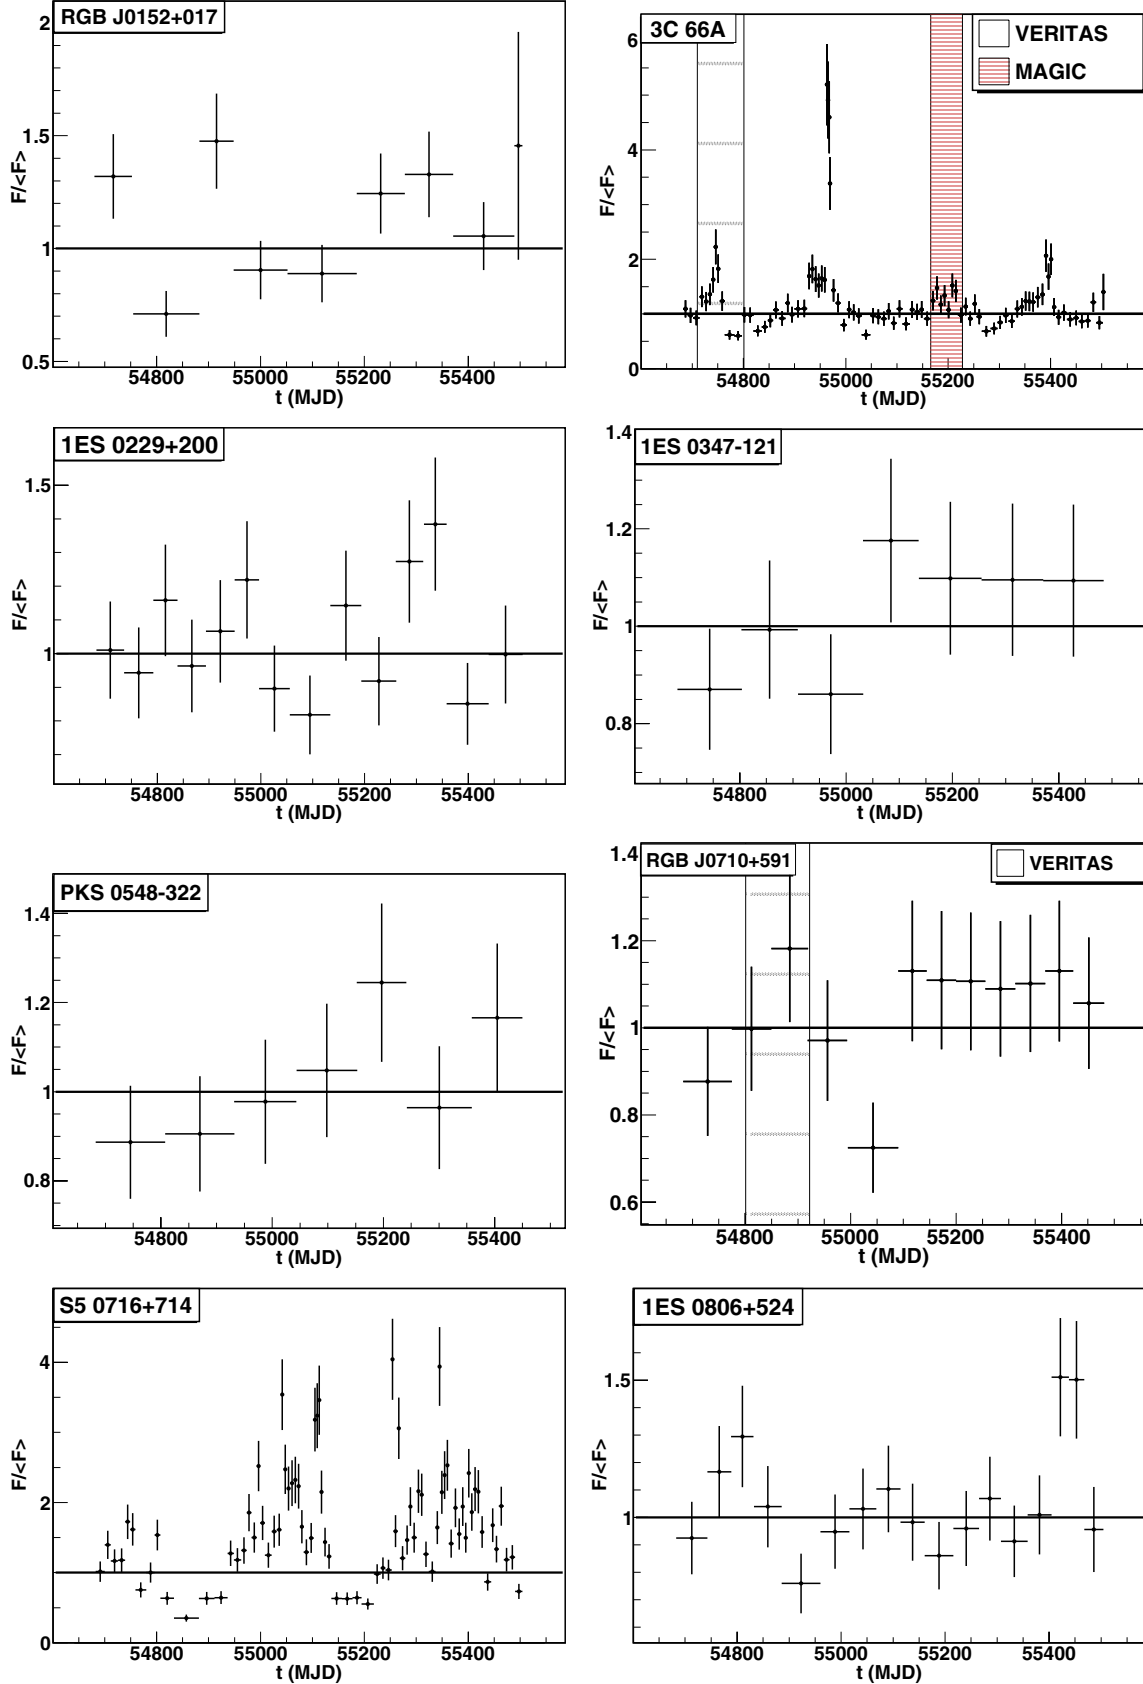 RGB J0152+017
2
1.5
1
0.5
F/<F>
54800 55000 55200 55400
t (MJD)
3C 66A
VERITAS
MAGIC
6
4
2
0
F/<F>
54800 55000 55200 55400
t (MJD)
1ES 0229+200
1.5
1
F/<F>
54800 55000 55200 55400
t (MJD)
1ES 0347-121
1.4
1.2
1
0.8
F/<F>
54800 55000 55200 55400
t (MJD)
PKS 0548-322
1.4
1.2
1
0.8
F/<F>
54800 55000 55200 55400
t (MJD)
RGB J0710+591
VERITAS
1.4
1.2
1
0.8
0.6
F/<F>
54800 55000 55200 55400
t (MJD)
S5 0716+714
4
2
1
0
F/<F>
54800 55000 55200 55400
t (MJD)
1ES 0806+524
1.5
1
F/<F>
54800 55000 55200 55400
t (MJD)